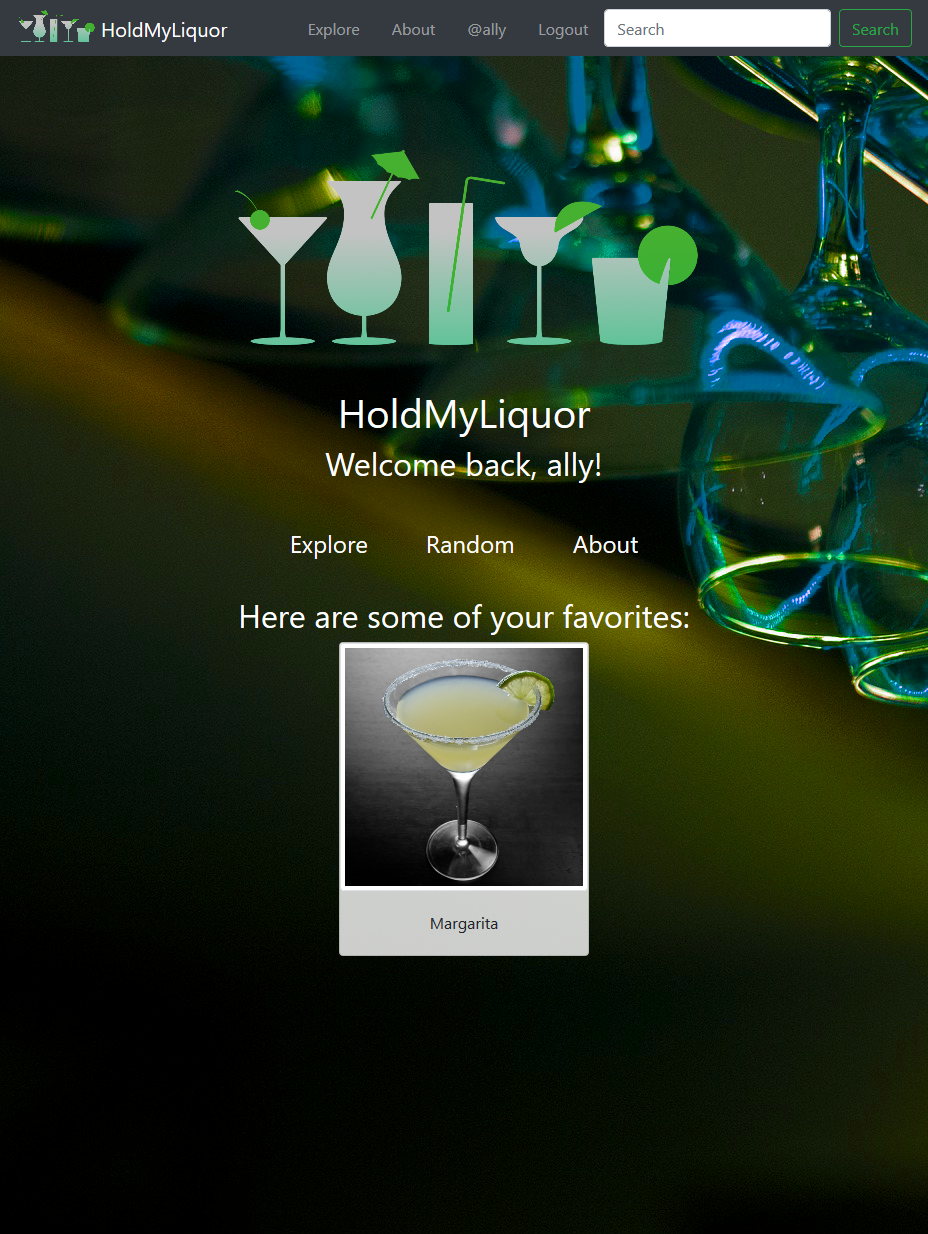 HoldMyLiquor Explore About @ally Logout Search Search
HoldMyLiquor
Welcome back, ally!
Explore Random About
Here are some of your favorites:
Margarita